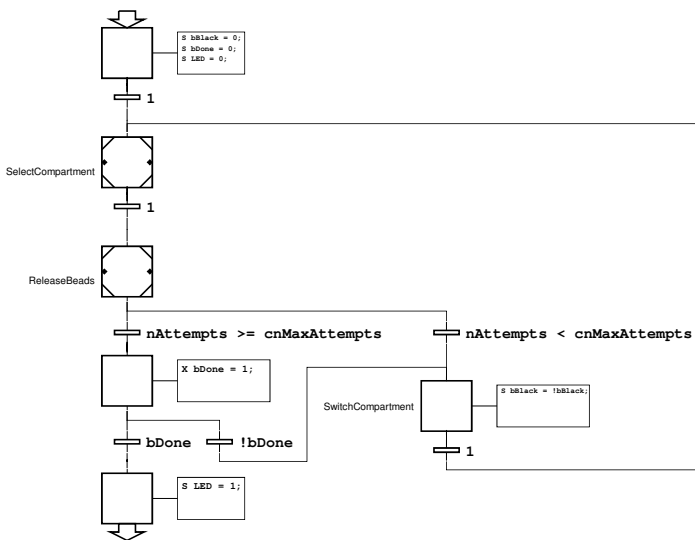 S bBlack = 0;
S bDone = 0;
S LED = 0;
1
SelectCompartment
1
ReleaseBeads
nAttempts >= cnMaxAttempts
nAttempts < cnMaxAttempts
X bDone = 1;
SwitchCompartment
S bBlack = !bBlack;
bDone
!bDone
1
S LED = 1;